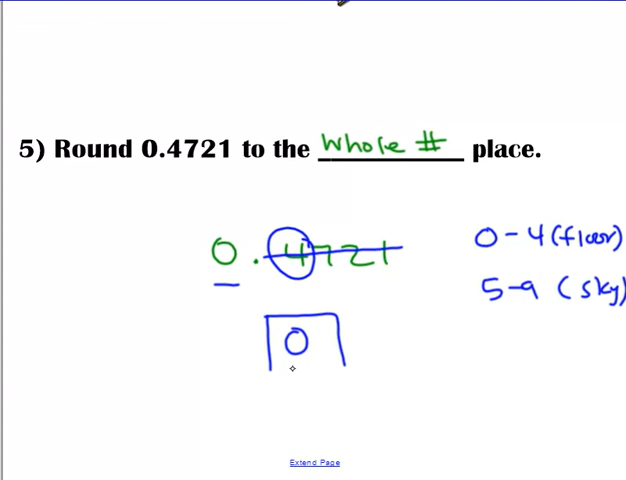 5) Round 0.4721 to the Whole # place.
0.4721
0-4 (floor)
5-9 (sky)
0
Extend Page